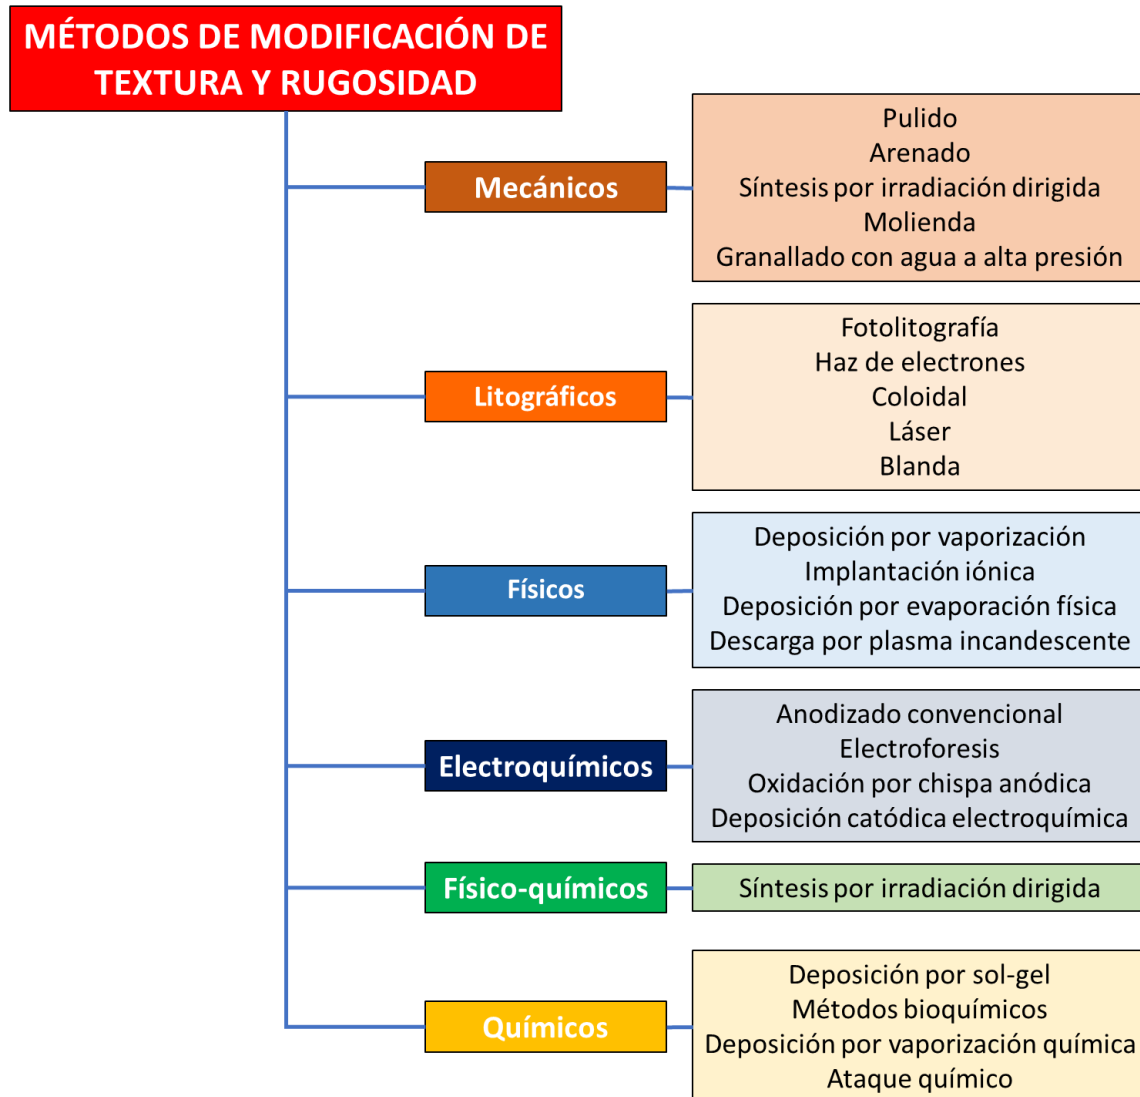 MÉTODOS DE MODIFICACIÓN DE
TEXTURA Y RUGOSIDAD
Mecánicos
Pulido
Arenado
Síntesis por irradiación dirigida
Molienda
Granallado con agua a alta presión
Litográficos
Fotolitografía
Haz de electrones
Coloidal
Láser
Blanda
Físicos
Deposición por vaporización
Implantación iónica
Deposición por evaporación física
Descarga por plasma incandescente
Electroquímicos
Anodizado convencional
Electroforesis
Oxidación por chispa anódica
Deposición catódica electroquímica
Físico-químicos
Síntesis por irradiación dirigida
Químicos
Deposición por sol-gel
Métodos bioquímicos
Deposición por vaporización química
Ataque químico